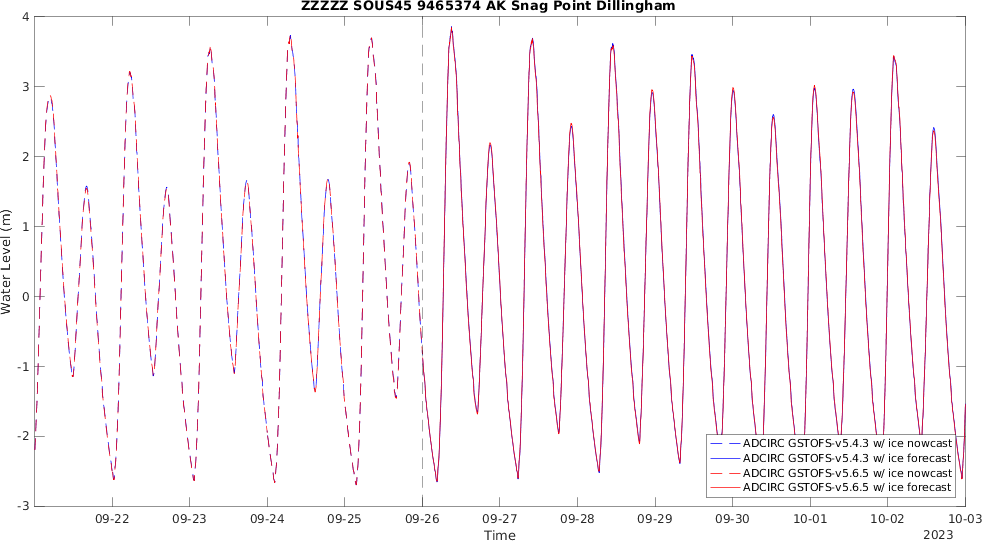 ZZZZZ SOUS45 9465374 AK Snag Point Dillingham
4
3
2
1
0
-1
-2
-3
Water Level (m)
ADCIRC GSTOFS-v5.4.3 w/ ice nowcast
ADCIRC GSTOFS-v5.4.3 w/ ice forecast
ADCIRC GSTOFS-v5.6.5 w/ ice nowcast
ADCIRC GSTOFS-v5.6.5 w/ ice forecast
09-22 09-23 09-24 09-25 09-26 09-27 09-28 09-29 09-30 10-01 10-02 10-03
Time
2023